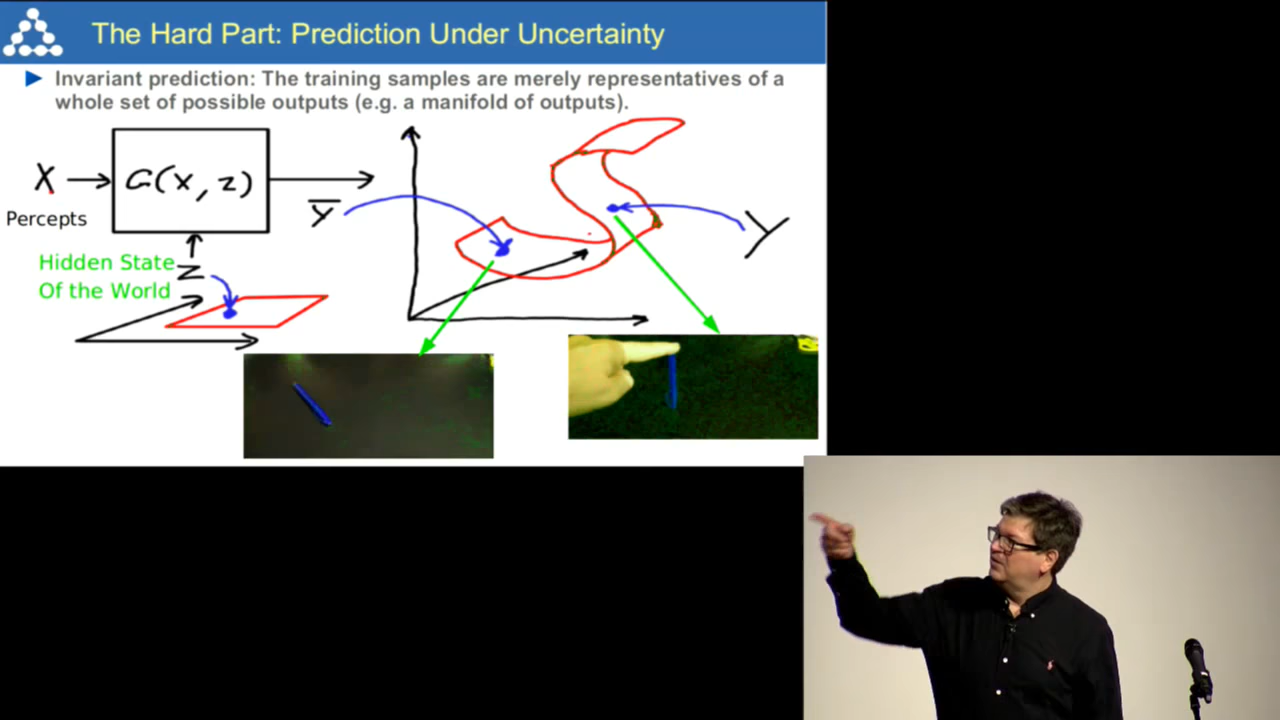 The Hard Part: Prediction Under Uncertainty
Invariant prediction: The training samples are merely representatives of a
whole set of possible outputs (e.g. a manifold of outputs).
X
G(X, Z)
Y
Y
Percepts
Hidden State
Z
Of the World